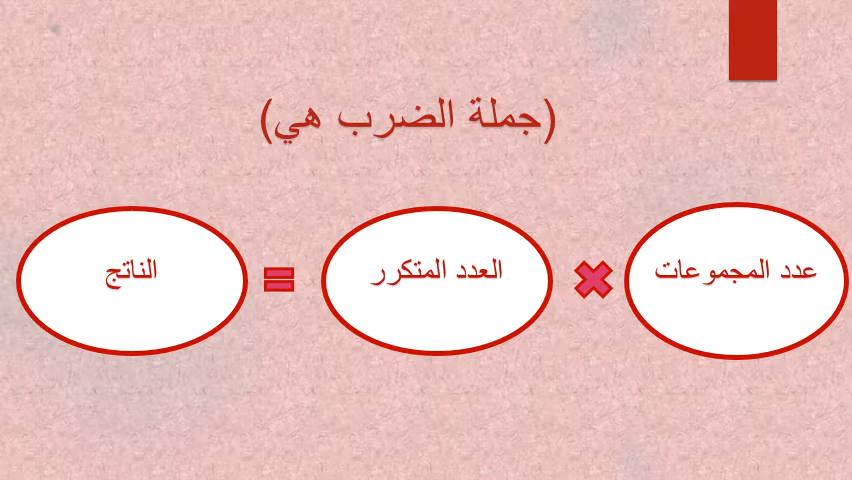 (جملة الضرب هي)
عدد المجموعات × العدد المتكرر = الناتج